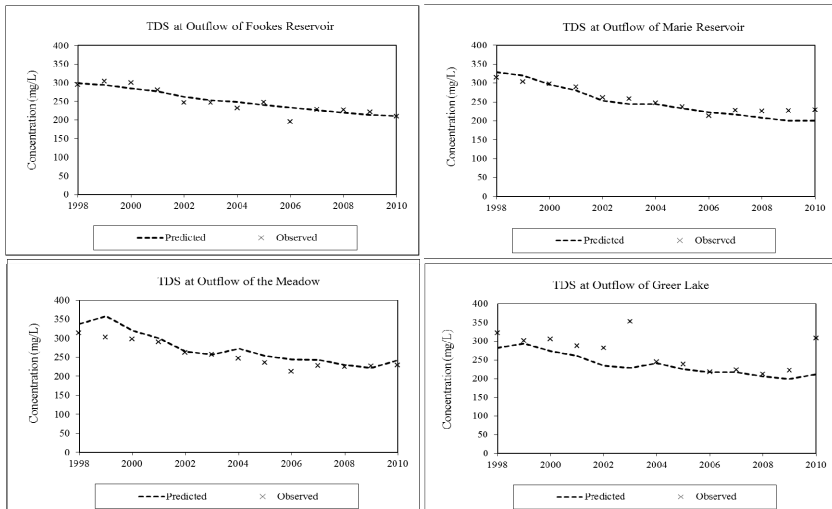 TDS at Outflow of Fookes Reservoir
Concentration (mg/L)
400
350
300
250
200
150
100
50
0
1998 2000 2002 2004 2006 2008 2010
Predicted × Observed
TDS at Outflow of Marie Reservoir
Concentration (mg/L)
400
350
300
250
200
150
100
50
0
1998 2000 2002 2004 2006 2008 2010
Predicted × Observed
TDS at Outflow of the Meadow
Concentration (mg/L)
400
350
300
250
200
150
100
50
0
1998 2000 2002 2004 2006 2008 2010
Predicted × Observed
TDS at Outflow of Greer Lake
Concentration (mg/L)
400
350
300
250
200
150
100
50
0
1998 2000 2002 2004 2006 2008 2010
Predicted × Observed